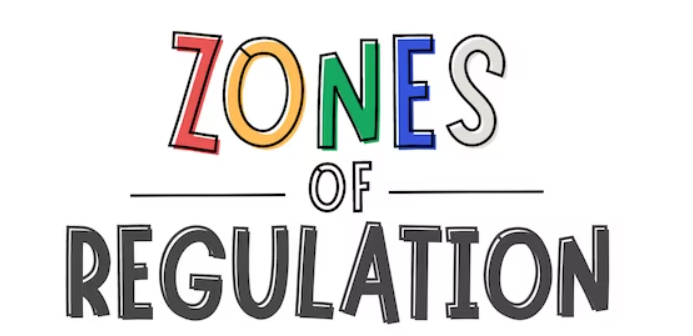 ZONES
OF
REGULATION